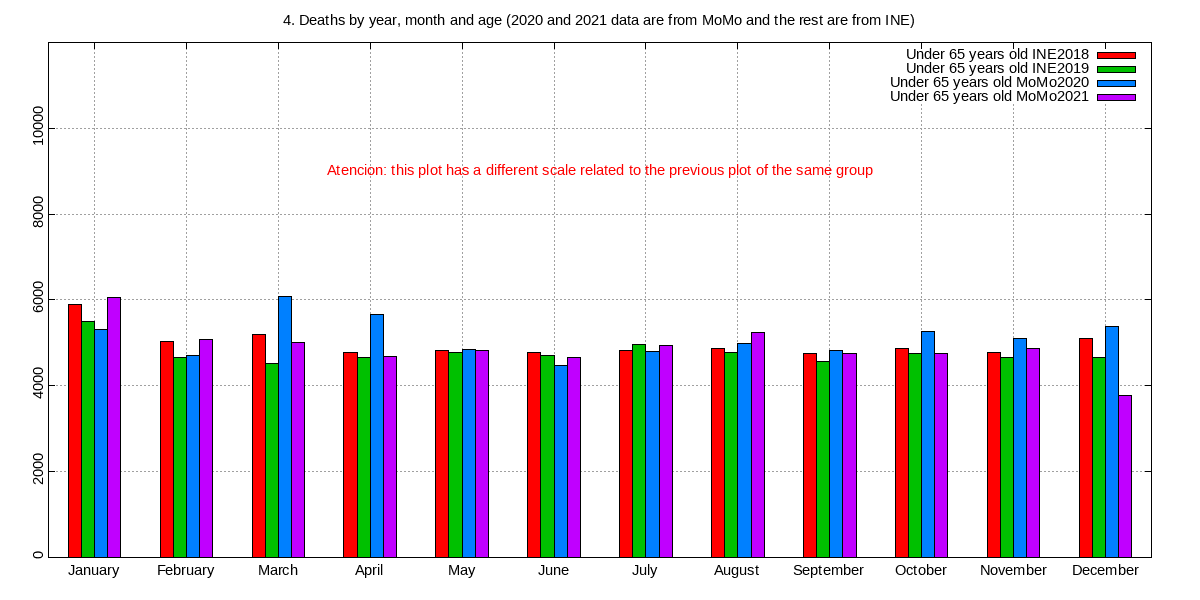 4. Deaths by year, month and age (2020 and 2021 data are from MoMo and the rest are from INE)
Under 65 years old INE2018
Under 65 years old INE2019
Under 65 years old MoMo2020
Under 65 years old MoMo2021
Atencion: this plot has a different scale related to the previous plot of the same group
10000
8000
6000
4000
2000
0
January February March April May June July August September October November December